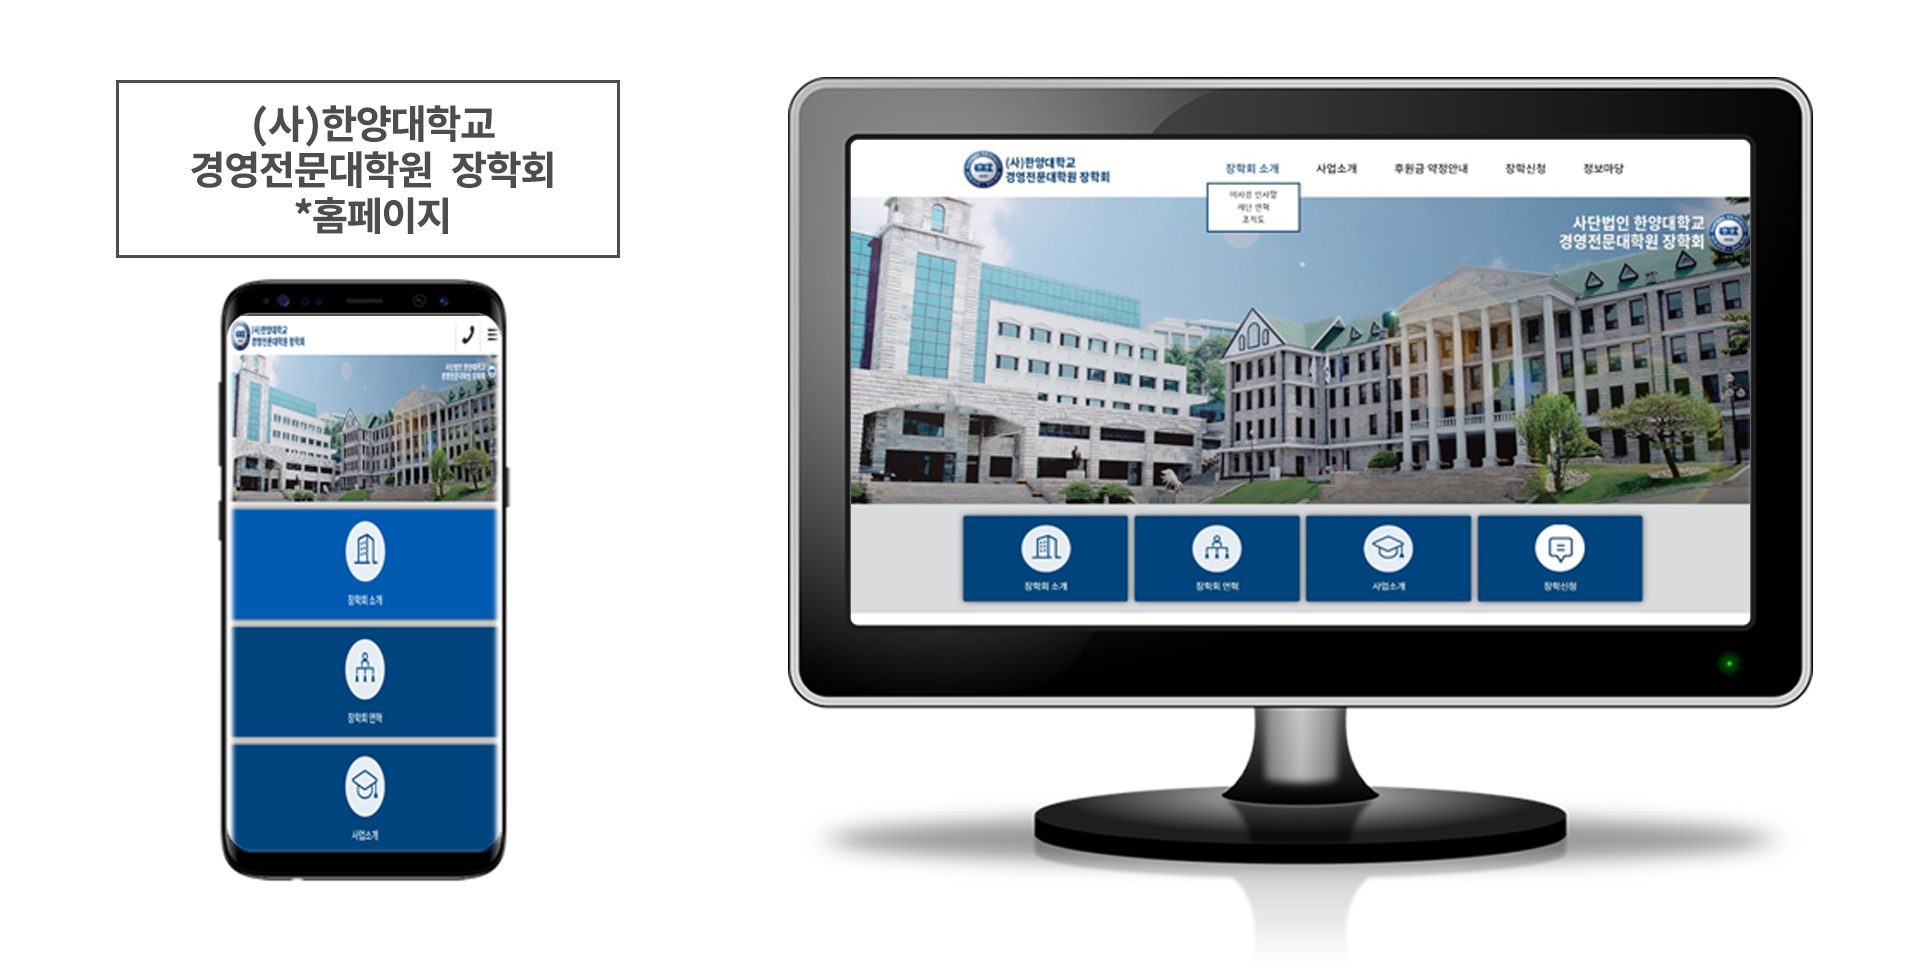 (사)한양대학교
경영전문대학원 장학회
*홈페이지
(사)한양대학교
경영전문대학원 장학회
사단법인 한양대학교
경영전문대학원 장학회
장학회 소개
장학회 연혁
사업소개
(사)한양대학교
경영전문대학원 장학회
장학회 소개 사업소개 후원금 약정안내 장학신청 정보마당
이사장 인사말
재단 연혁
조직도
사단법인 한양대학교
경영전문대학원 장학회
장학회 소개 장학회 연혁 사업소개 장학신청